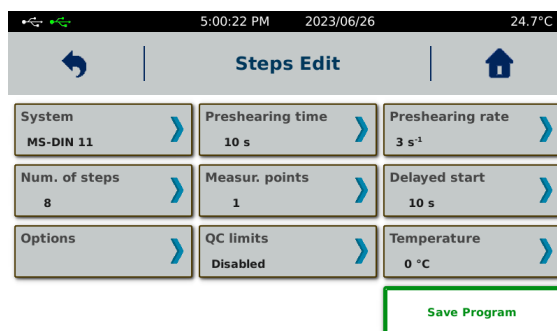 5:00:22 PM 2023/06/26 24.7°C
Steps Edit
System Preshearing time Preshearing rate
MS-DIN 11 10 s 3 s⁻¹
Num. of steps Measur. points Delayed start
8 1 10 s
Options QC limits Temperature
Disabled 0 °C
Save Program